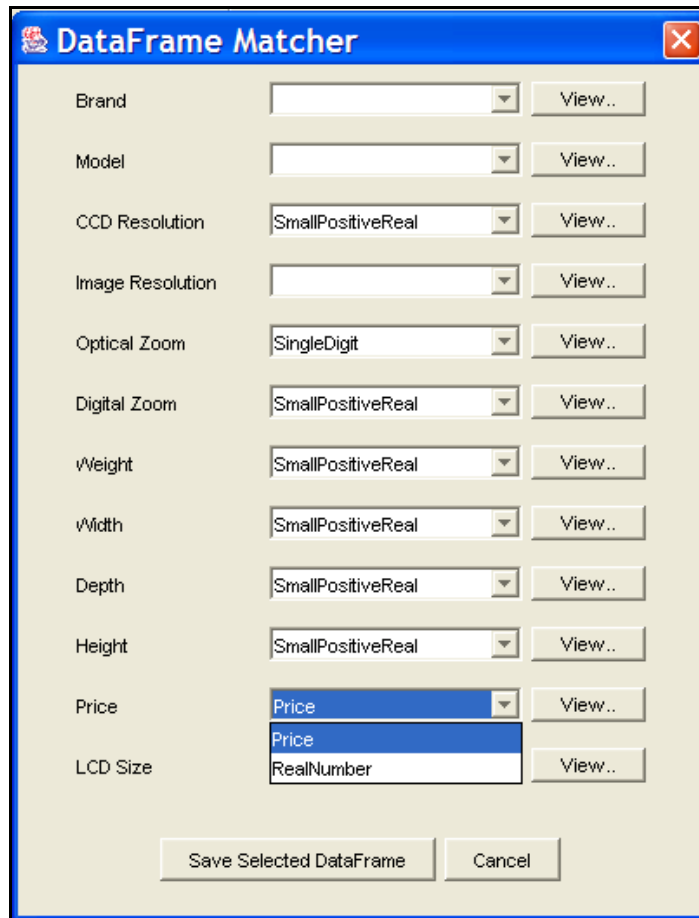 DataFrame Matcher
Brand View..
Model View..
CCD Resolution SmallPositiveReal View..
Image Resolution View..
Optical Zoom SingleDigit View..
Digital Zoom SmallPositiveReal View..
Weight SmallPositiveReal View..
Width SmallPositiveReal View..
Depth SmallPositiveReal View..
Height SmallPositiveReal View..
Price Price View..
Price
LCD Size RealNumber View..
Save Selected DataFrame Cancel